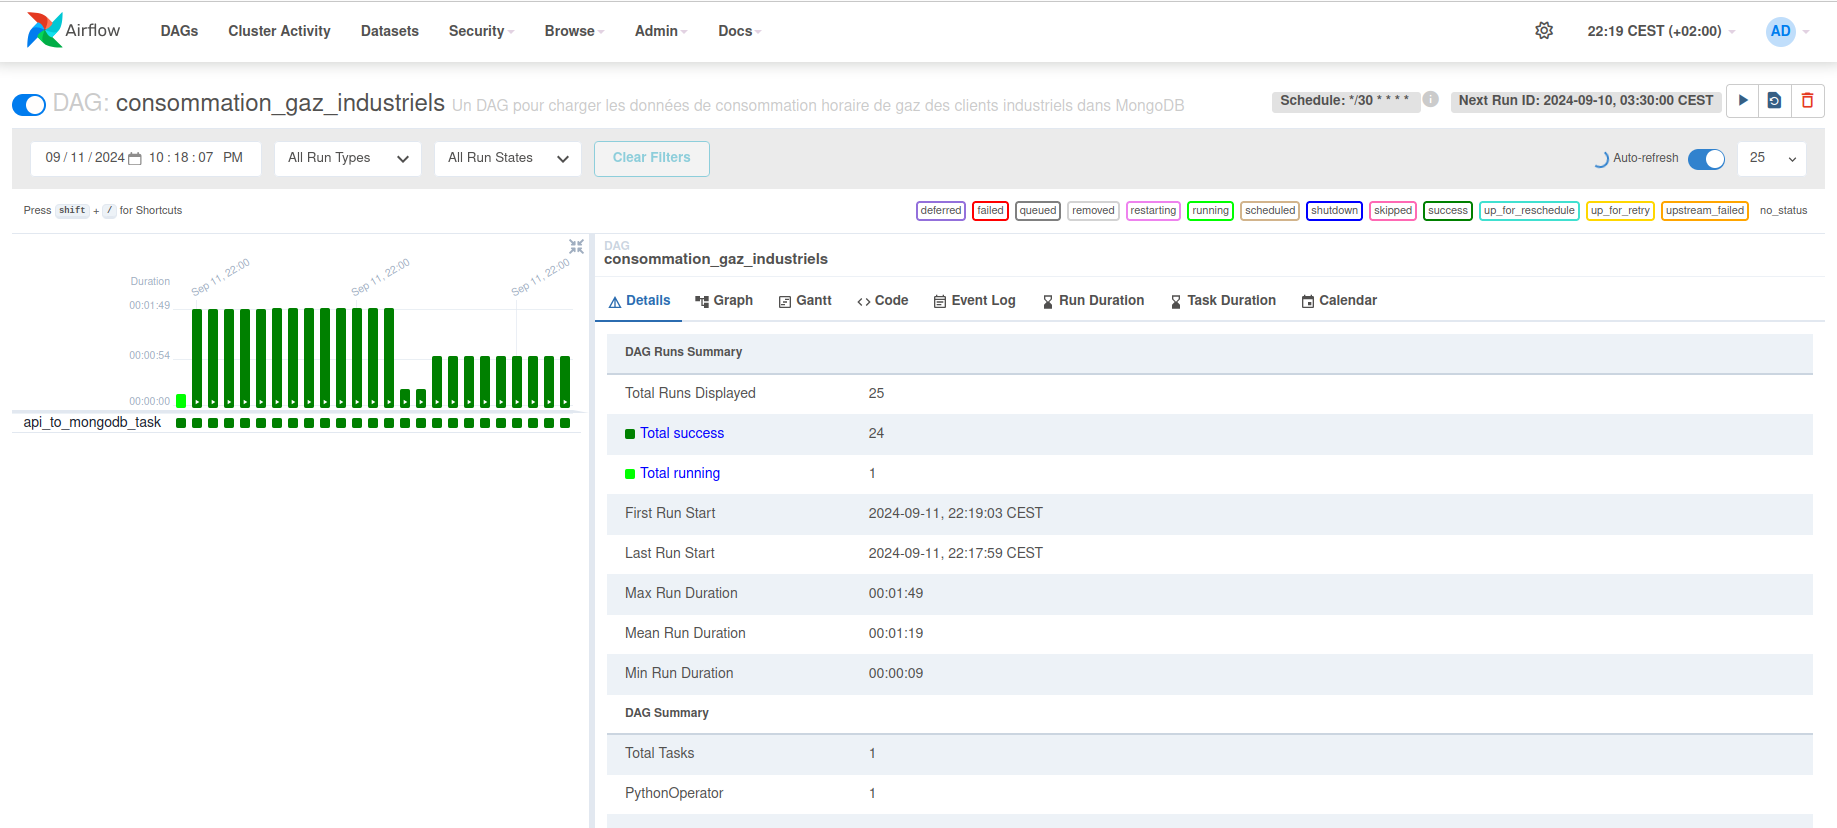 Airflow
DAGs Cluster Activity Datasets Security Browse Admin Docs 22:19 CEST (+02:00) AD
DAG: consommation_gaz_industriels Un DAG pour charger les données de consommation horaire de gaz des clients industriels dans MongoDB Schedule: */30 * * * * i Next Run ID: 2024-09-10, 03:30:00 CEST
09/11/2024 10:18:07 PM All Run Types All Run States Clear Filters Auto-refresh 25
Press shift + / for Shortcuts deferred failed queued removed restarting running scheduled shutdown skipped success up_for_reschedule up_for_retry upstream_failed no_status
Sep 11, 22:00 Sep 11, 22:00 Sep 11, 22:00
Duration
00:01:49
00:00:54
00:00:00
api_to_mongodb_task
DAG
consommation_gaz_industriels
Details Graph Gantt Code Event Log Run Duration Task Duration Calendar
DAG Runs Summary
Total Runs Displayed 25
Total success 24
Total running 1
First Run Start 2024-09-11, 22:19:03 CEST
Last Run Start 2024-09-11, 22:17:59 CEST
Max Run Duration 00:01:49
Mean Run Duration 00:01:19
Min Run Duration 00:00:09
DAG Summary
Total Tasks 1
PythonOperator 1